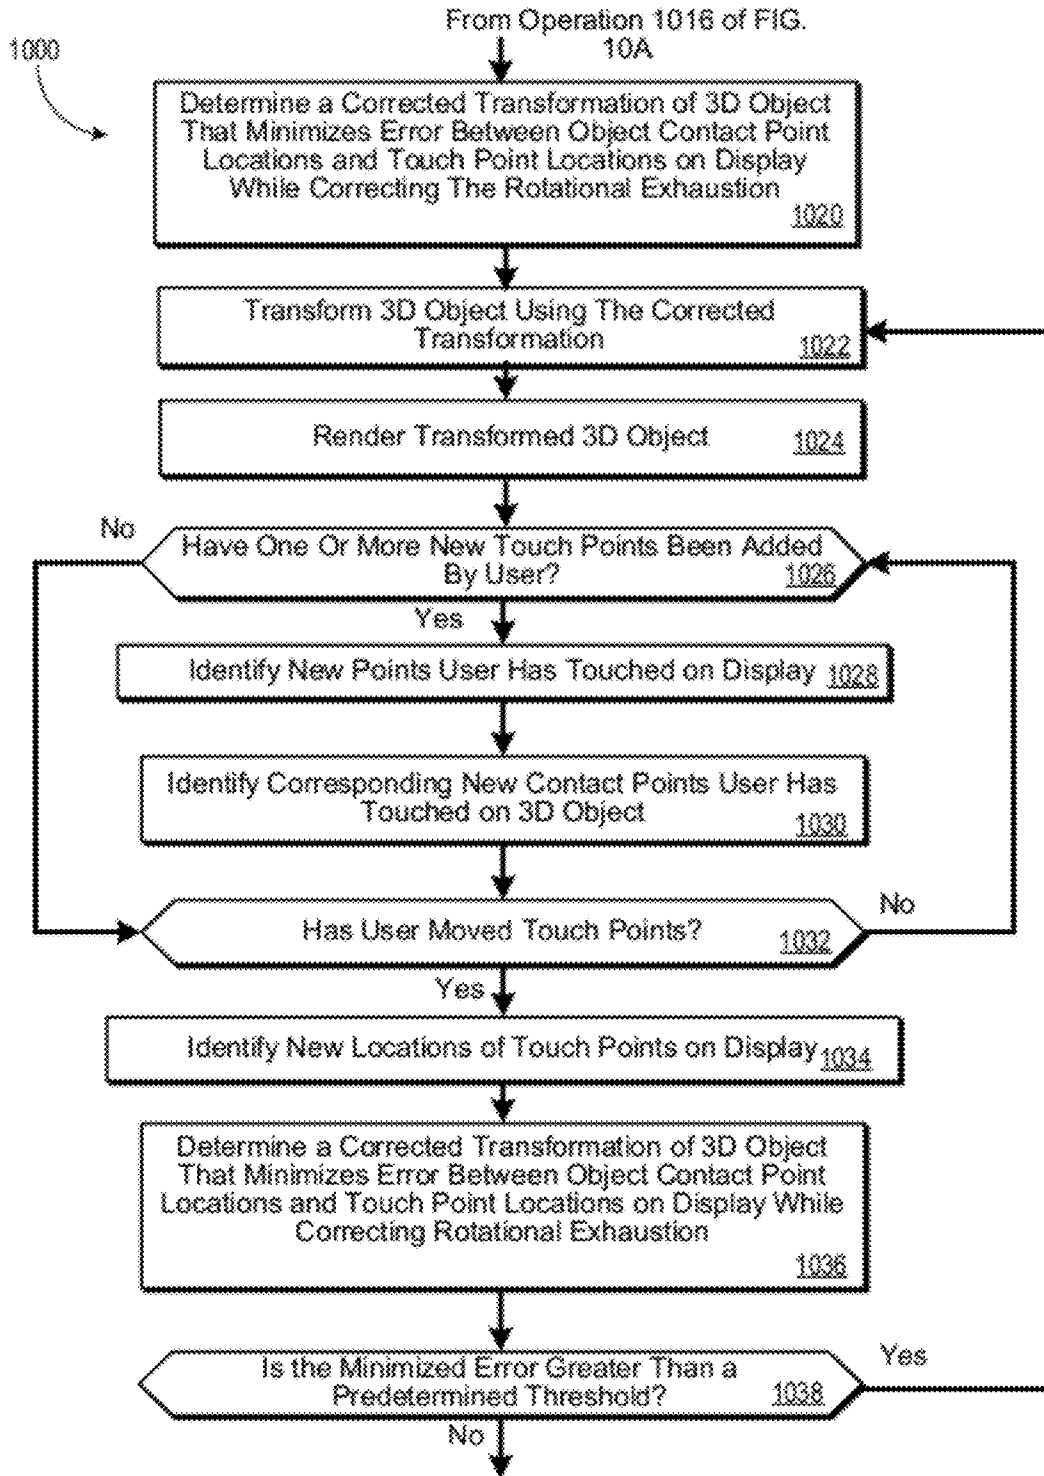 From Operation 1016 of FIG.
10A
1000
Determine a Corrected Transformation of 3D Object
That Minimizes Error Between Object Contact Point
Locations and Touch Point Locations on Display
While Correcting The Rotational Exhaustion
1020
Transform 3D Object Using The Corrected
Transformation
1022
Render Transformed 3D Object
1024
No
Have One Or More New Touch Points Been Added
By User?
1026
Yes
Identify New Points User Has Touched on Display
1028
Identify Corresponding New Contact Points User Has
Touched on 3D Object
1030
Has User Moved Touch Points?
1032
No
Yes
Identify New Locations of Touch Points on Display
1034
Determine a Corrected Transformation of 3D Object
That Minimizes Error Between Object Contact Point
Locations and Touch Point Locations on Display While
Correcting Rotational Exhaustion
1036
Is the Minimized Error Greater Than a
Predetermined Threshold?
1038
Yes
No